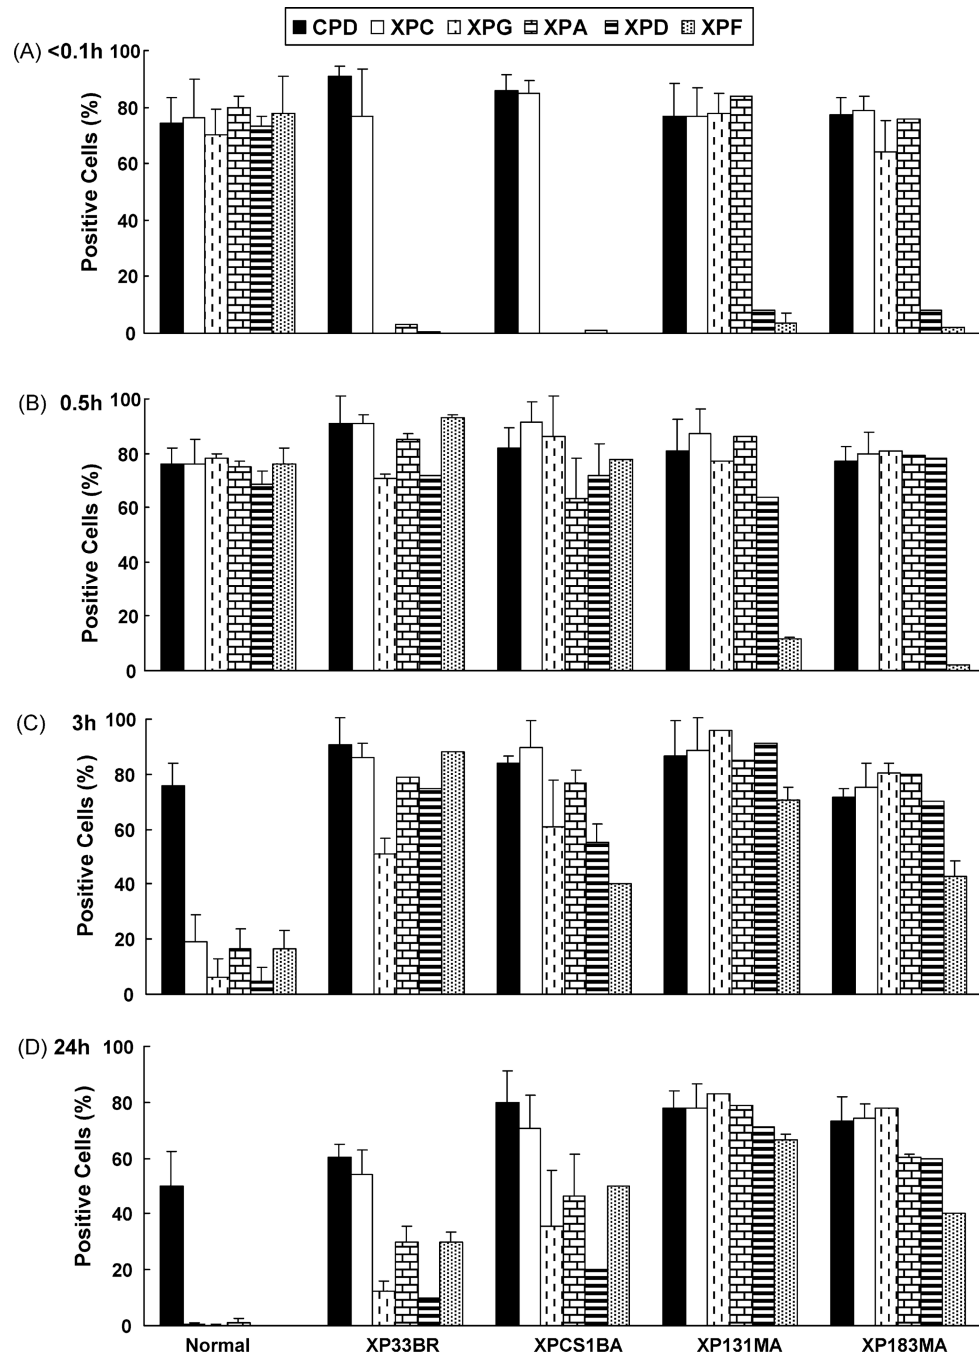 CPD XPC XPG XPA XPD XPF
(A) <0.1h
Positive Cells (%)
100
80
60
40
20
0
(B) 0.5h
Positive Cells (%)
100
80
60
40
20
0
(C) 3h
Positive Cells (%)
100
80
60
40
20
0
(D) 24h
Positive Cells (%)
100
80
60
40
20
0
Normal XP33BR XPCS1BA XP131MA XP183MA